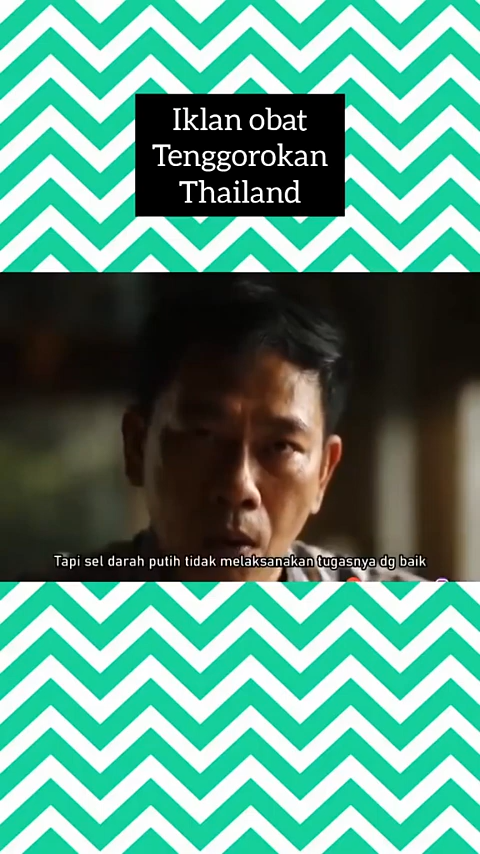 Iklan obat
Tenggorokan
Thailand
Tapi sel darah putih tidak melaksanakan tugasnya dg baik